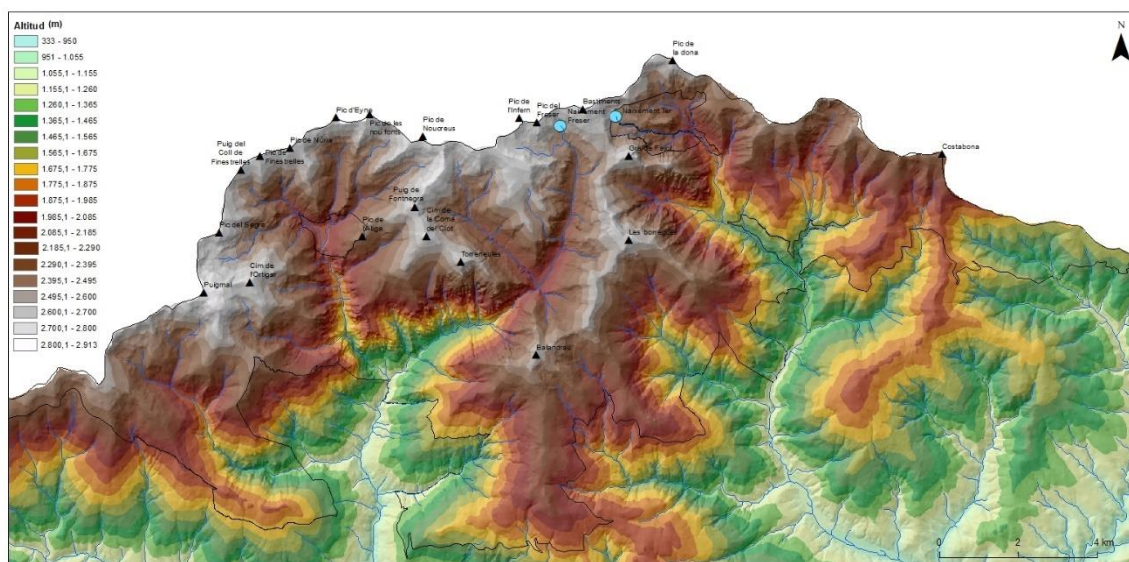 Altitud (m)
333 - 950
951 - 1.055
1.055,1 - 1.155
1.155,1 - 1.260
1.260,1 - 1.365
1.365,1 - 1.465
1.465,1 - 1.565
1.565,1 - 1.675
1.675,1 - 1.775
1.775,1 - 1.875
1.875,1 - 1.985
1.985,1 - 2.085
2.085,1 - 2.185
2.185,1 - 2.290
2.290,1 - 2.395
2.395,1 - 2.495
2.495,1 - 2.600
2.600,1 - 2.700
2.700,1 - 2.800
2.800,1 - 2.913
N
Pic de
la dona
Pic d'Eyne
Pic de les
nou fonts
Pic de
Noucreus
Pic de
l'Infern
Pic del
Freser
Naixement
Freser
Bastiments
Naixement Ter
Puig del
Coll de
Finestrelles
Pic de
Finestrelles
Pic de Núria
Costabona
Puig de
Fontnegra
Cim de
la Coma
del Clot
Pic de
l'Àliga
Pic del Segre
Torreneules
Cim de
l'Ortigar
Puigmal
Balandrau
0 2 4 km